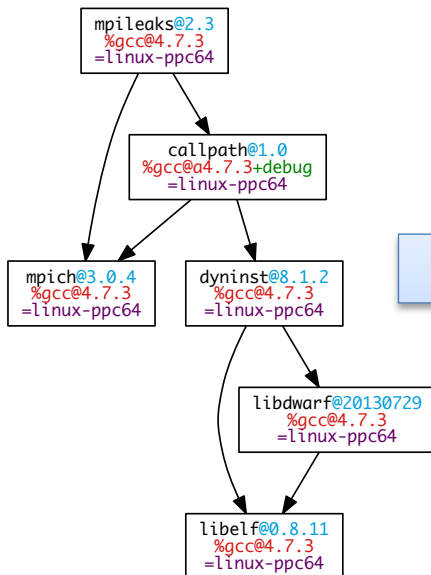 mpileaks@2.3
%gcc@4.7.3
=linux-ppc64
callpath@1.0
%gcc@a4.7.3+debug
=linux-ppc64
mpich@3.0.4
%gcc@4.7.3
=linux-ppc64
dyninst@8.1.2
%gcc@4.7.3
=linux-ppc64
libdwarf@20130729
%gcc@4.7.3
=linux-ppc64
libelf@0.8.11
%gcc@4.7.3
=linux-ppc64